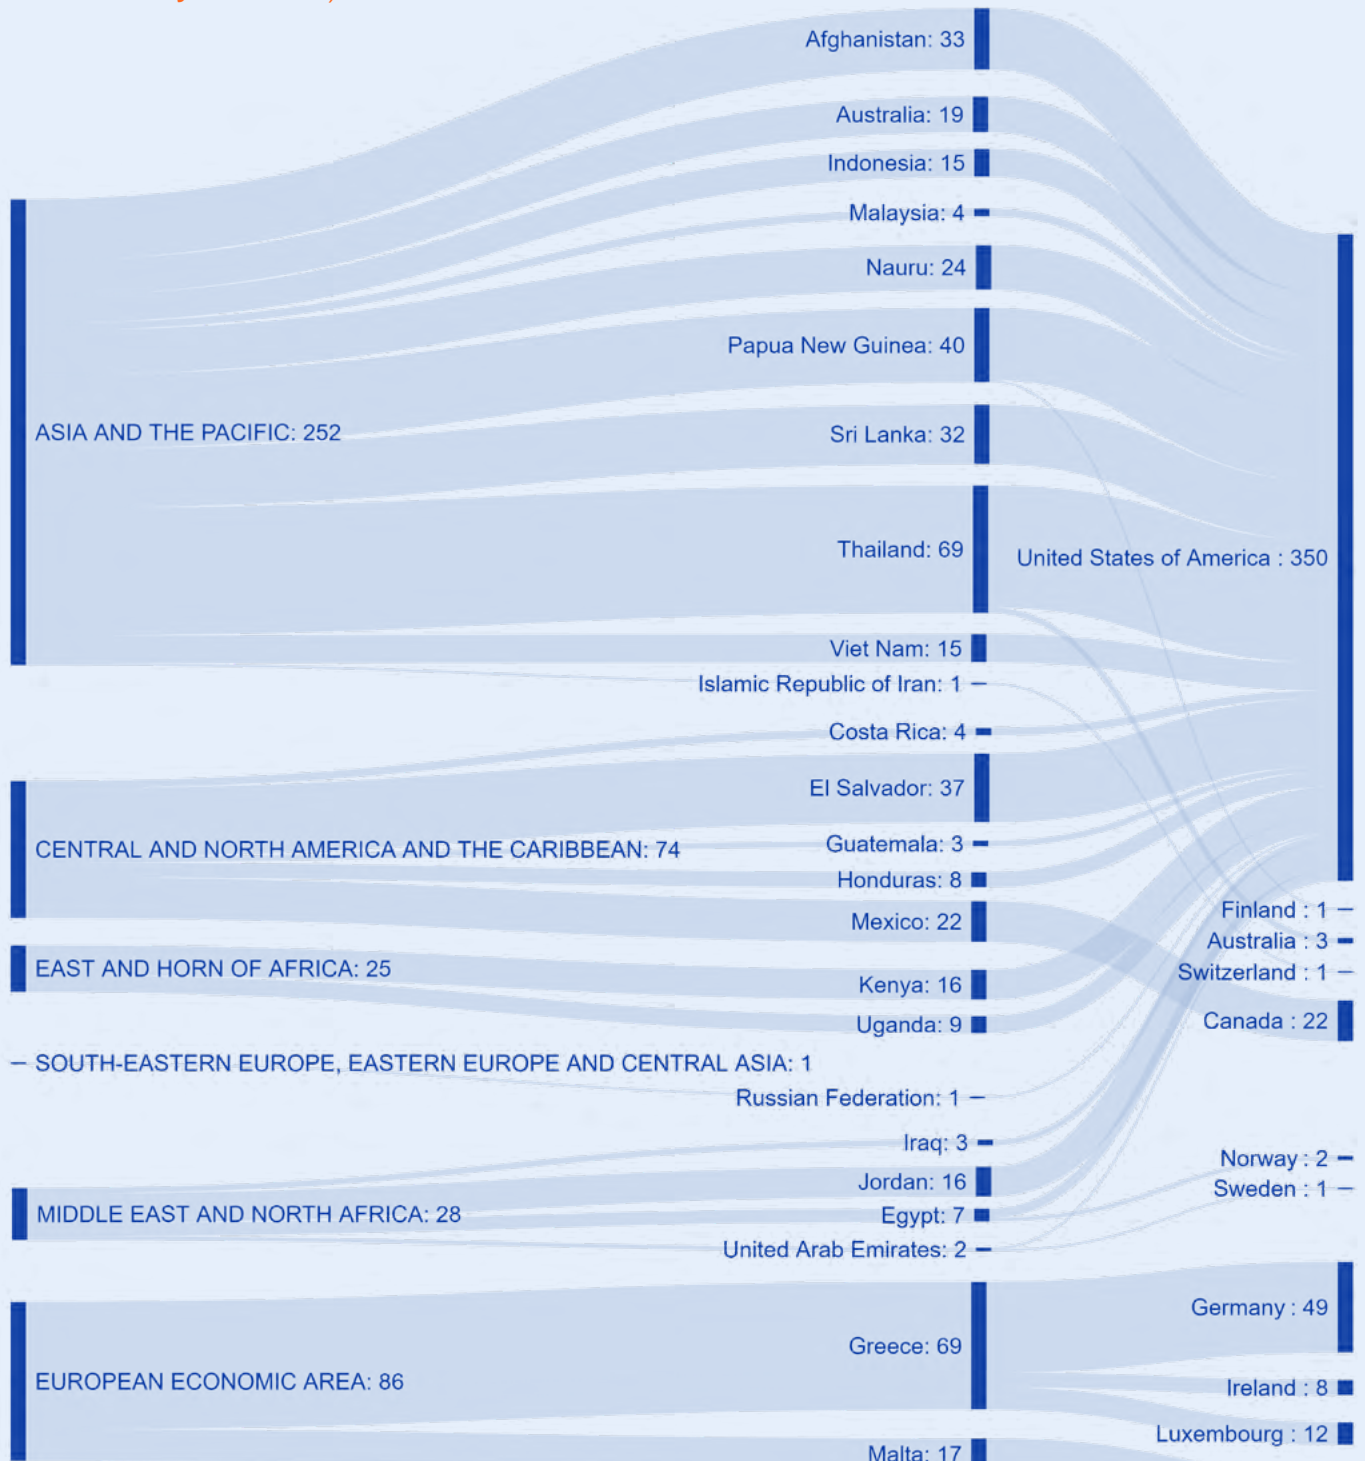 Afghanistan: 33
Australia: 19
Indonesia: 15
Malaysia: 4
Nauru: 24
Papua New Guinea: 40
ASIA AND THE PACIFIC: 252
Sri Lanka: 32
Thailand: 69
United States of America : 350
Viet Nam: 15
Islamic Republic of Iran: 1
Costa Rica: 4
El Salvador: 37
CENTRAL AND NORTH AMERICA AND THE CARIBBEAN: 74
Guatemala: 3
Honduras: 8
Mexico: 22
Finland : 1
Australia : 3
EAST AND HORN OF AFRICA: 25
Switzerland : 1
Kenya: 16
Uganda: 9
Canada : 22
SOUTH-EASTERN EUROPE, EASTERN EUROPE AND CENTRAL ASIA: 1
Russian Federation: 1
Iraq: 3
Norway : 2
Jordan: 16
Sweden : 1
MIDDLE EAST AND NORTH AFRICA: 28
Egypt: 7
United Arab Emirates: 2
Germany : 49
Greece: 69
EUROPEAN ECONOMIC AREA: 86
Ireland : 8
Luxembourg : 12
Malta: 17